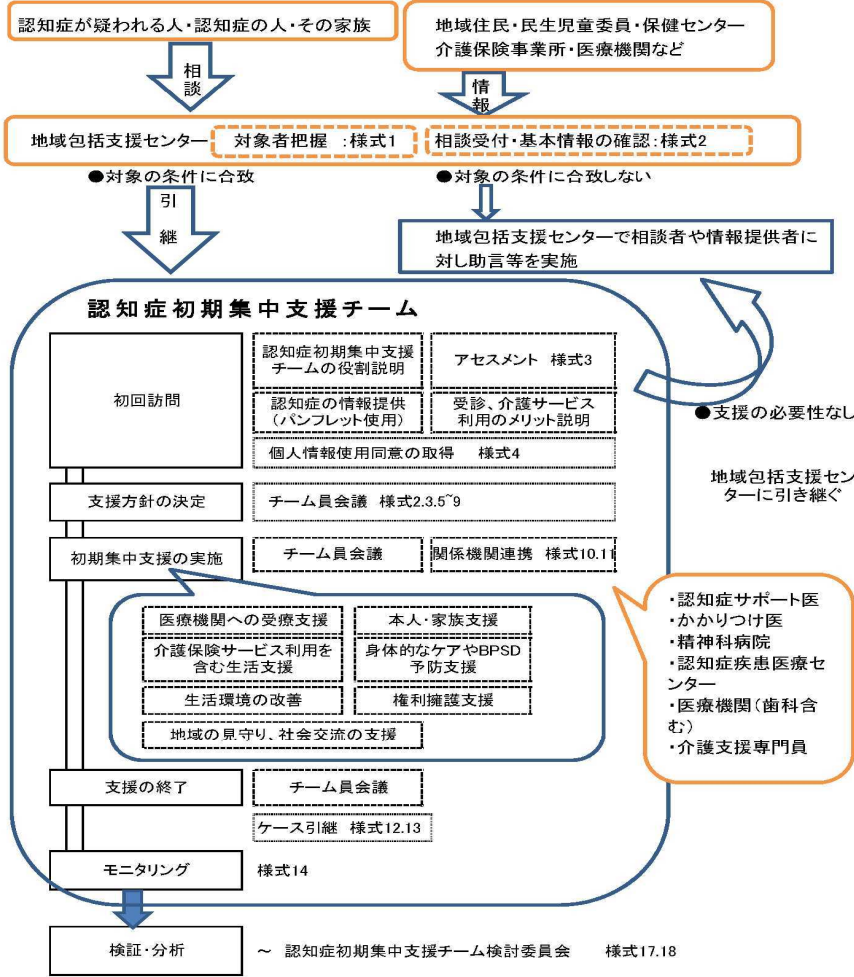 認知症が疑われる人・認知症の人・その家族
地域住民・民生児童委員・保健センター
介護保険事業所・医療機関など
相談
情報
地域包括支援センター 対象者把握 :様式1 相談受付・基本情報の確認:様式2
●対象の条件に合致
●対象の条件に合致しない
引継
地域包括支援センターで相談者や情報提供者に
対し助言等を実施
認知症初期集中支援チーム
初回訪問
認知症初期集中支援
チームの役割説明
アセスメント 様式3
認知症の情報提供
(パンフレット使用)
受診、介護サービス
利用のメリット説明
個人情報使用同意の取得 様式4
●支援の必要性なし
地域包括支援セン
ターに引き継ぐ
支援方針の決定
チーム員会議 様式2.3.5~9
初期集中支援の実施
チーム員会議
関係機関連携 様式10.11
医療機関への受療支援
本人・家族支援
介護保険サービス利用を
含む生活支援
身体的なケアやBPSD
予防支援
生活環境の改善
権利擁護支援
地域の見守り、社会交流の支援
・認知症サポート医
・かかりつけ医
・精神科病院
・認知症疾患医療セ
ンター
・医療機関(歯科含
む)
・介護支援専門員
支援の終了
チーム員会議
ケース引継 様式12.13
モニタリング
様式14
検証・分析
~ 認知症初期集中支援チーム検討委員会 様式17.18